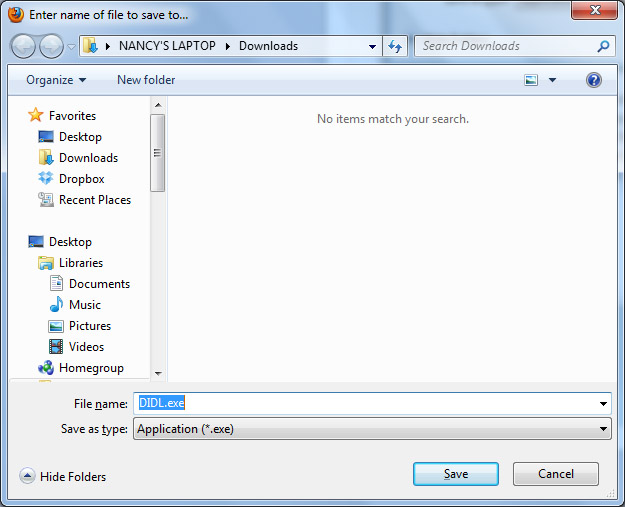 Enter name of file to save to...
NANCY'S LAPTOP Downloads
Search Downloads
Organize New folder
Favorites
Desktop
Downloads
Dropbox
Recent Places
Desktop
Libraries
Documents
Music
Pictures
Videos
Homegroup
No items match your search.
File name: DIDL.exe
Save as type: Application (*.exe)
Hide Folders
Save Cancel